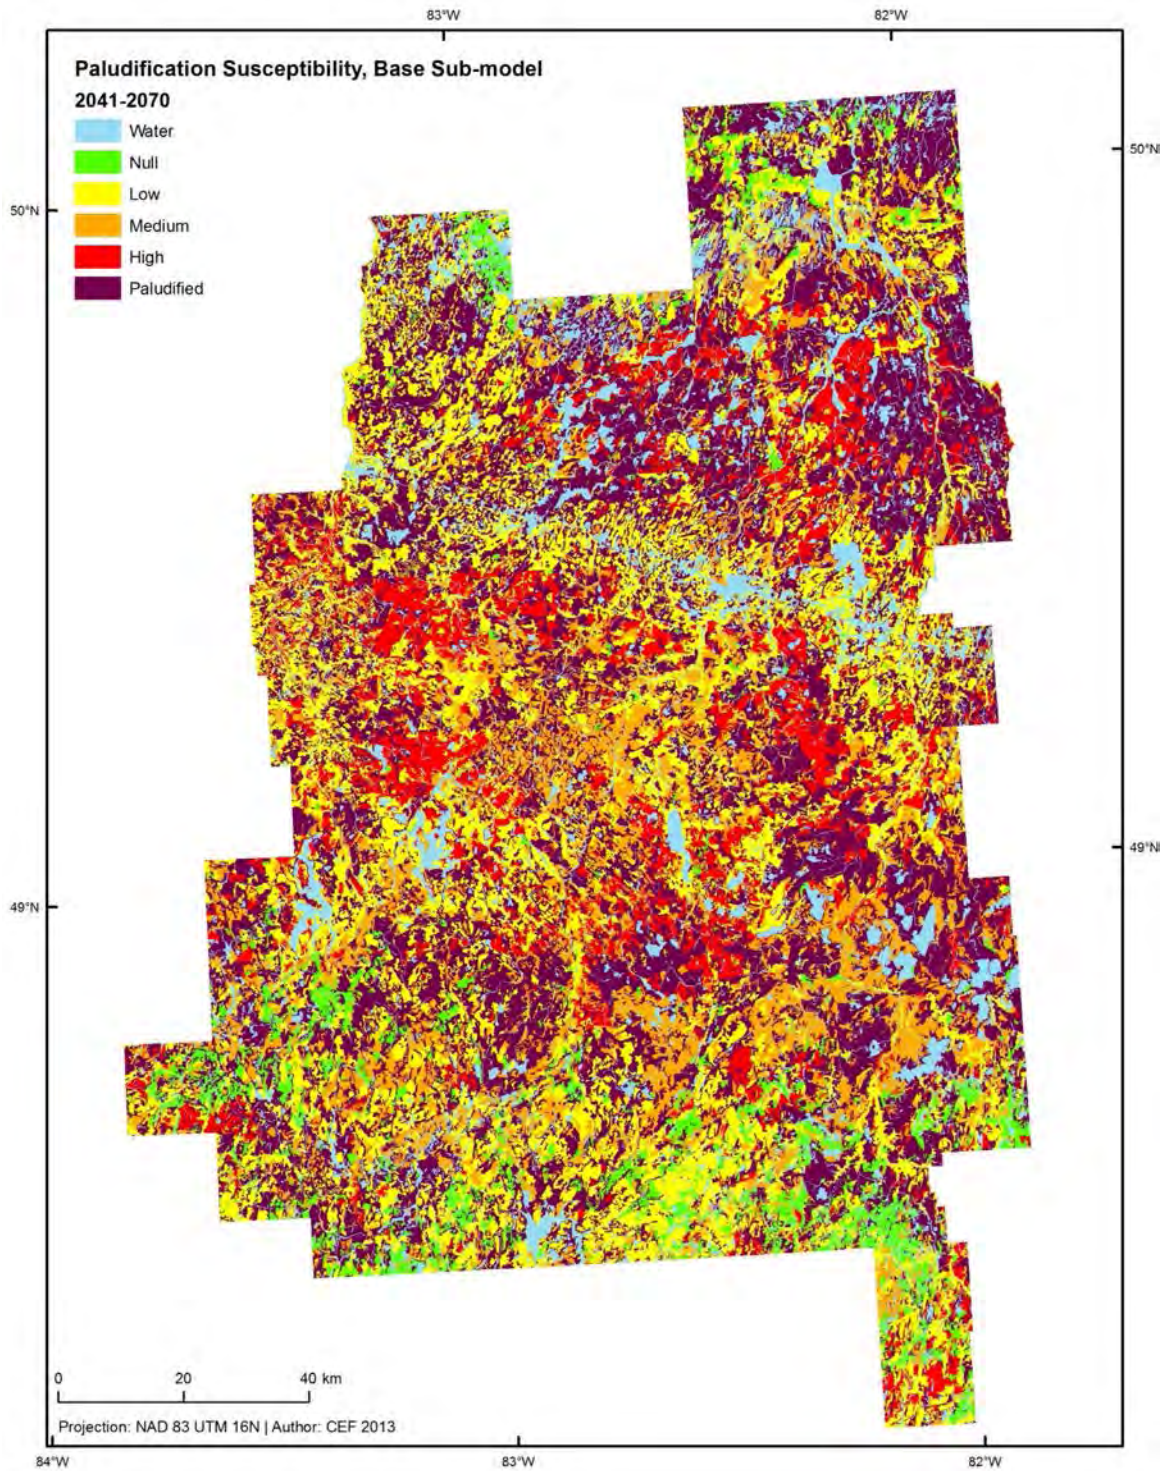 83°W 82°W
Paludification Susceptibility, Base Sub-model
2041-2070
Water
Null
Low
Medium
High
Paludified
50°N
50°N
49°N
49°N
0 20 40 km
Projection: NAD 83 UTM 16N | Author: CEF 2013
84°W 83°W 82°W